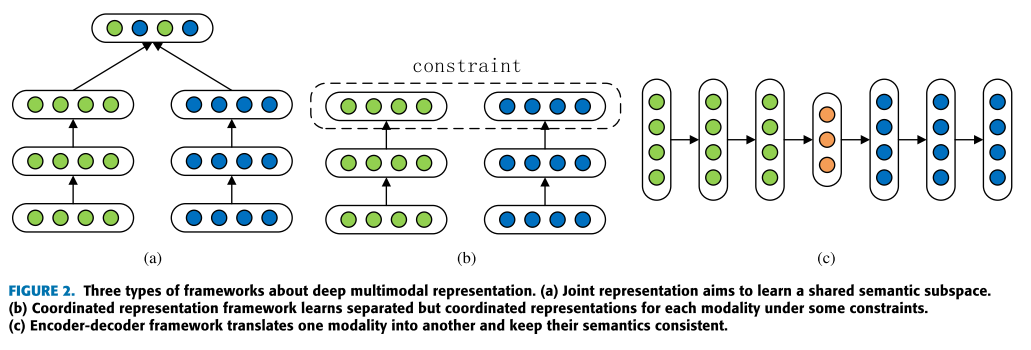 constraint
(a)
(b)
(c)
FIGURE 2. Three types of frameworks about deep multimodal representation. (a) Joint representation aims to learn a shared semantic subspace.
(b) Coordinated representation framework learns separated but coordinated representations for each modality under some constraints.
(c) Encoder-decoder framework translates one modality into another and keep their semantics consistent.